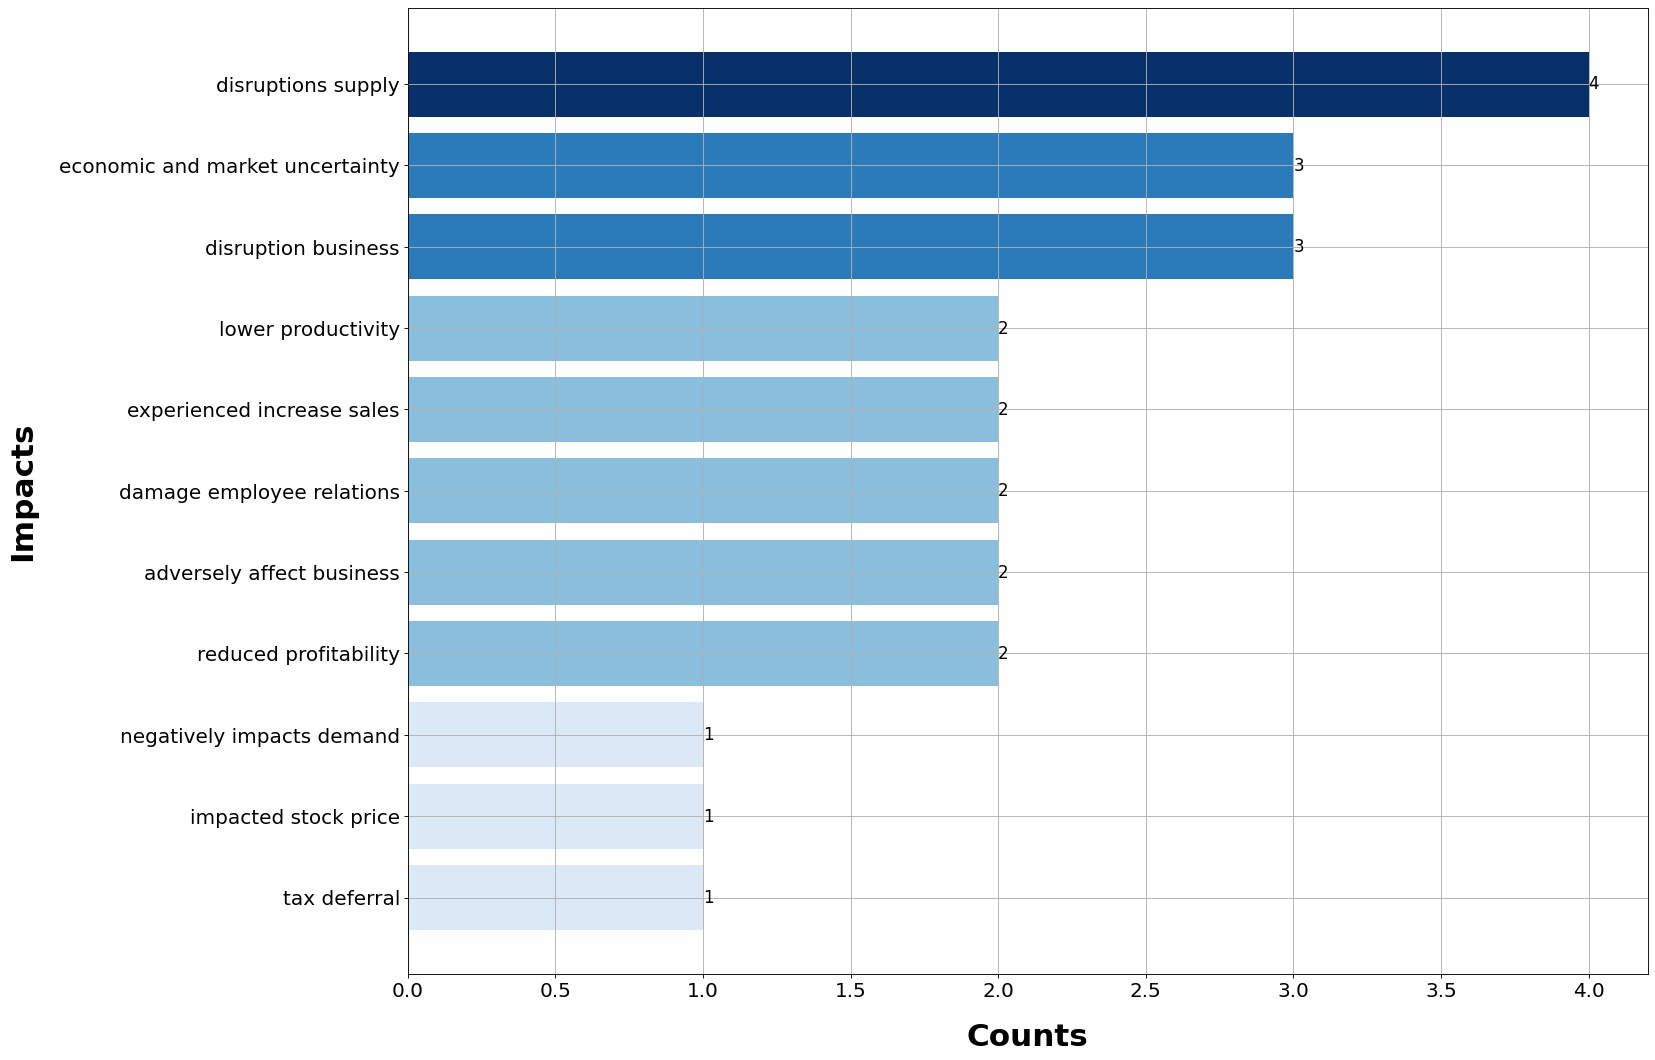 disruptions supply
4
economic and market uncertainty
3
disruption business
3
lower productivity
2
experienced increase sales
2
damage employee relations
2
adversely affect business
2
reduced profitability
2
negatively impacts demand
1
impacted stock price
1
tax deferral
1
Impacts
0.0 0.5 1.0 1.5 2.0 2.5 3.0 3.5 4.0
Counts